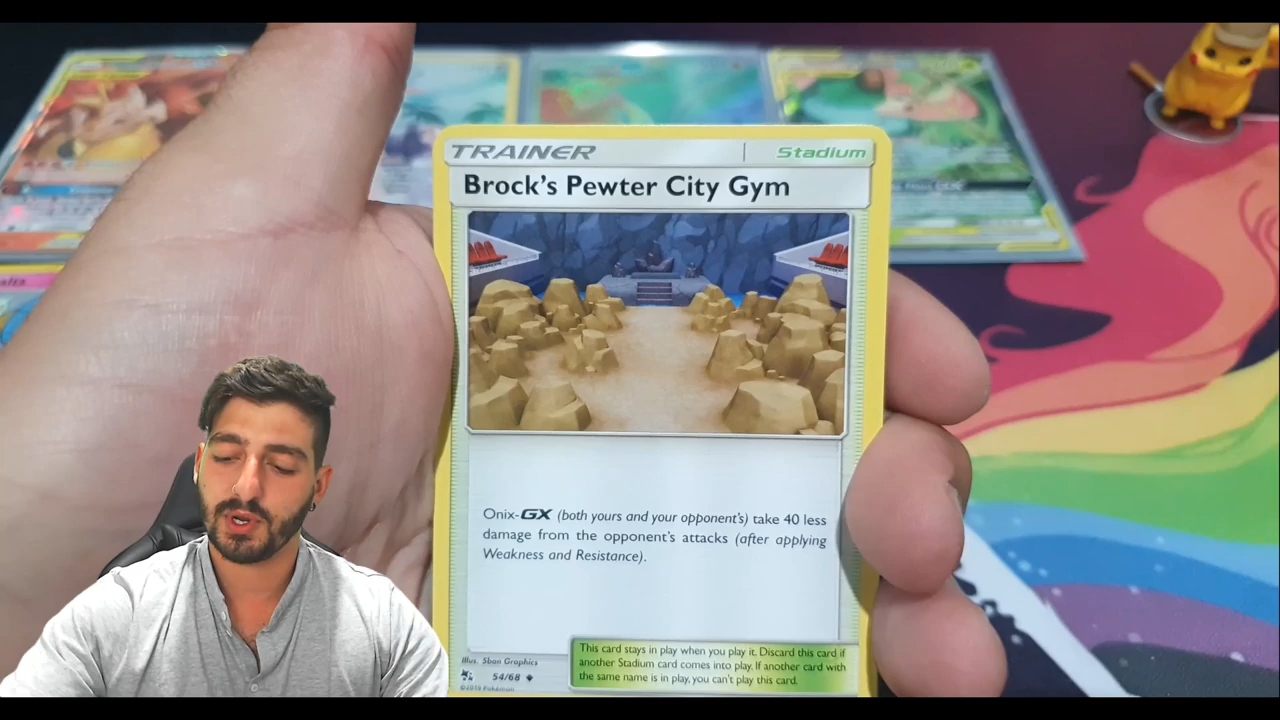 TRAINER
Stadium
Brock's Pewter City Gym
Onix-GX (both yours and your opponent's) take 40 less
damage from the opponent's attacks (after applying
Weakness and Resistance).
This card stays in play when you play it. Discard this card if
another Stadium card comes into play. If another card with
the same name is in play, you can't play this card.
Illus. Sban Graphics
54/68
©2019 Pokémon